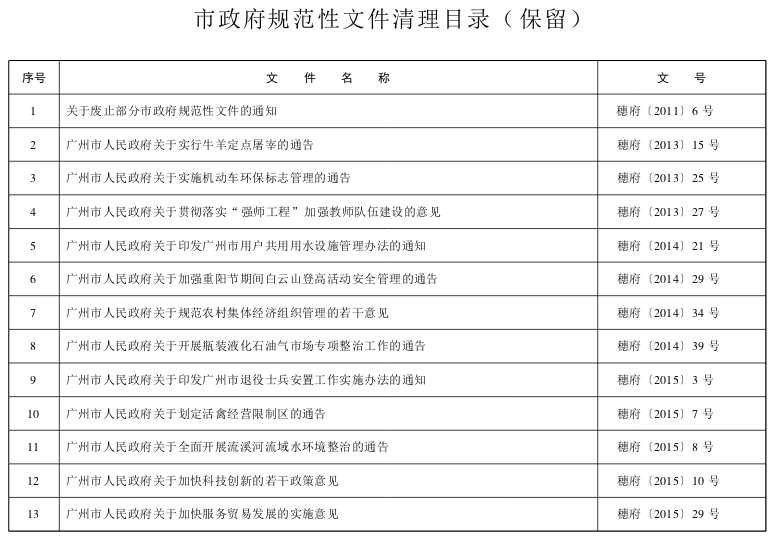 市政府规范性文件清理目录（保留）
序号 文件名称 文号
1 关于废止部分市政府规范性文件的通知 穗府〔2011〕6 号
2 广州市人民政府关于实行牛羊定点屠宰的通告 穗府〔2013〕15 号
3 广州市人民政府关于实施机动车环保标志管理的通告 穗府〔2013〕25 号
4 广州市人民政府关于贯彻落实“强师工程”加强教师队伍建设的意见 穗府〔2013〕27 号
5 广州市人民政府关于印发广州市用户共用用水设施管理办法的通知 穗府〔2014〕21 号
6 广州市人民政府关于加强重阳节期间白云山登高活动安全管理的通告 穗府〔2014〕29 号
7 广州市人民政府关于规范农村集体经济组织管理的若干意见 穗府〔2014〕34 号
8 广州市人民政府关于开展瓶装液化石油气市场专项整治工作的通告 穗府〔2014〕39 号
9 广州市人民政府关于印发广州市退役士兵安置工作实施办法的通知 穗府〔2015〕3 号
10 广州市人民政府关于划定活禽经营限制区的通告 穗府〔2015〕7 号
11 广州市人民政府关于全面开展流溪河流域水环境整治的通告 穗府〔2015〕8 号
12 广州市人民政府关于加快科技创新的若干政策意见 穗府〔2015〕10 号
13 广州市人民政府关于加快服务贸易发展的实施意见 穗府〔2015〕29 号